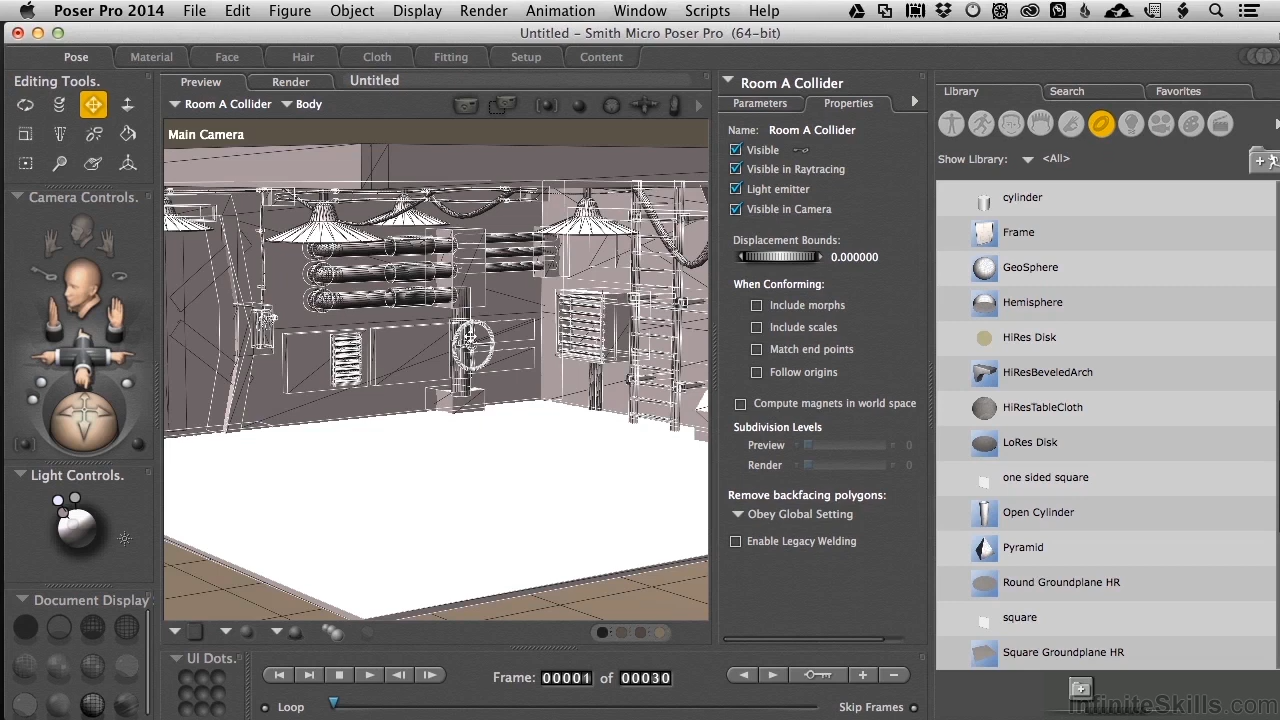 Poser Pro 2014 File Edit Figure Object Display Render Animation Window Scripts Help
Untitled - Smith Micro Poser Pro (64-bit)
Pose Material Face Hair Cloth Fitting Setup Content
Editing Tools.
Camera Controls.
Light Controls.
Document Display
Preview Render Untitled
Room A Collider Body
Main Camera
UI Dots.
Frame: 00001 of 00030
Loop
Skip Frames
Room A Collider
Parameters Properties
Name: Room A Collider
Visible
Visible in Raytracing
Light emitter
Visible in Camera
Displacement Bounds:
0.000000
When Conforming:
Include morphs
Include scales
Match end points
Follow origins
Compute magnets in world space
Subdivision Levels
Preview 0
Render 0
Remove backfacing polygons:
Obey Global Setting
Enable Legacy Welding
Library Search Favorites
Show Library: <All>
cylinder
Frame
GeoSphere
Hemisphere
HiRes Disk
HiResBeveledArch
HiResTableCloth
LoRes Disk
one sided square
Open Cylinder
Pyramid
Round Groundplane HR
square
Square Groundplane HR
InfiniteSkills.com